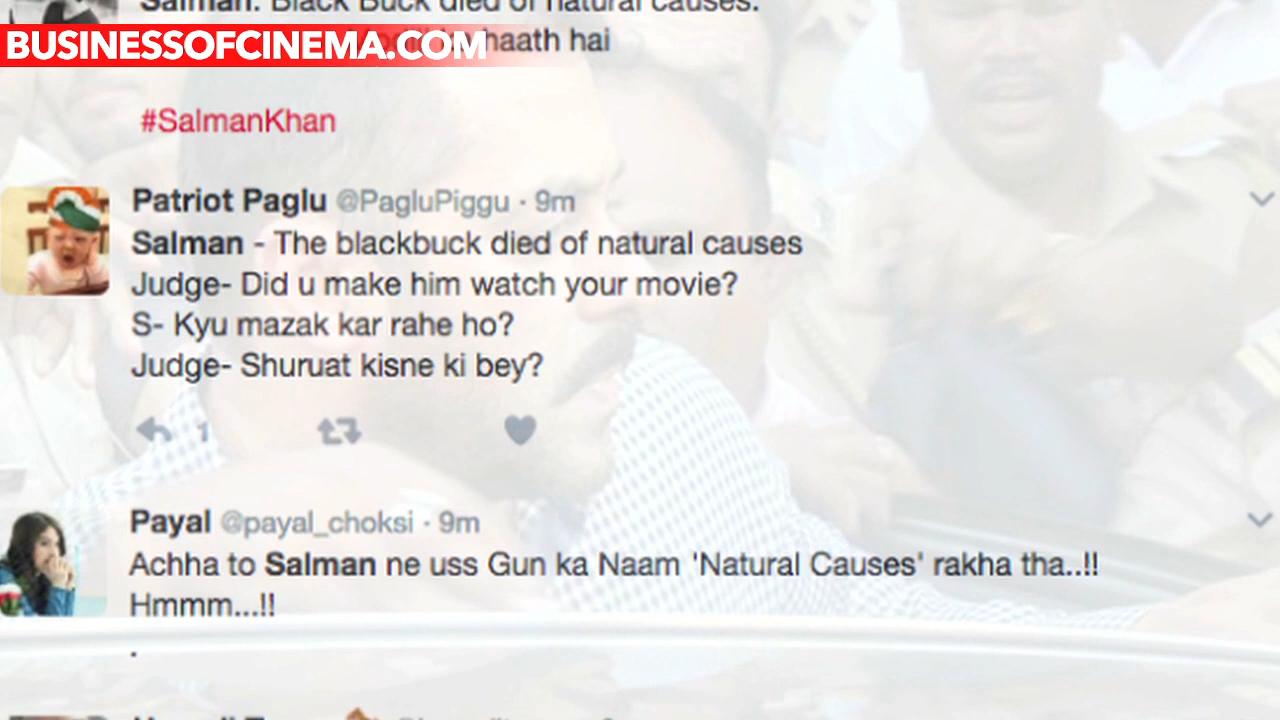 Salman: Black Buck died of natural causes.
BUSINESSOFCINEMA.COM
haath hai
#SalmanKhan
Patriot Paglu @PagluPiggu · 9m
Salman - The blackbuck died of natural causes
Judge- Did u make him watch your movie?
S- Kyu mazak kar rahe ho?
Judge- Shuruat kisne ki bey?
1
Payal @payal_choksi · 9m
Achha to Salman ne uss Gun ka Naam 'Natural Causes' rakha tha..!!
Hmmm...!!
.